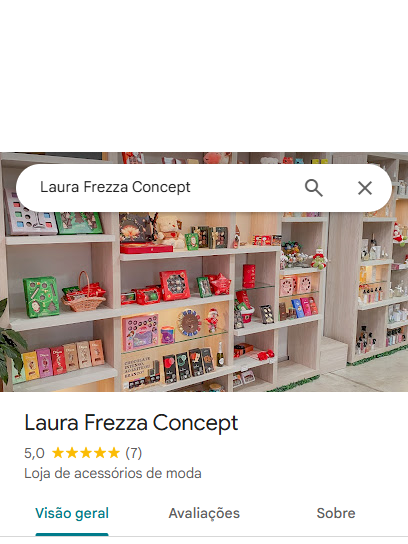 Laura Frezza Concept
Laura Frezza Concept
5,0 ★★★★★ (7)
Loja de acessórios de moda
Visão geral
Avaliações
Sobre